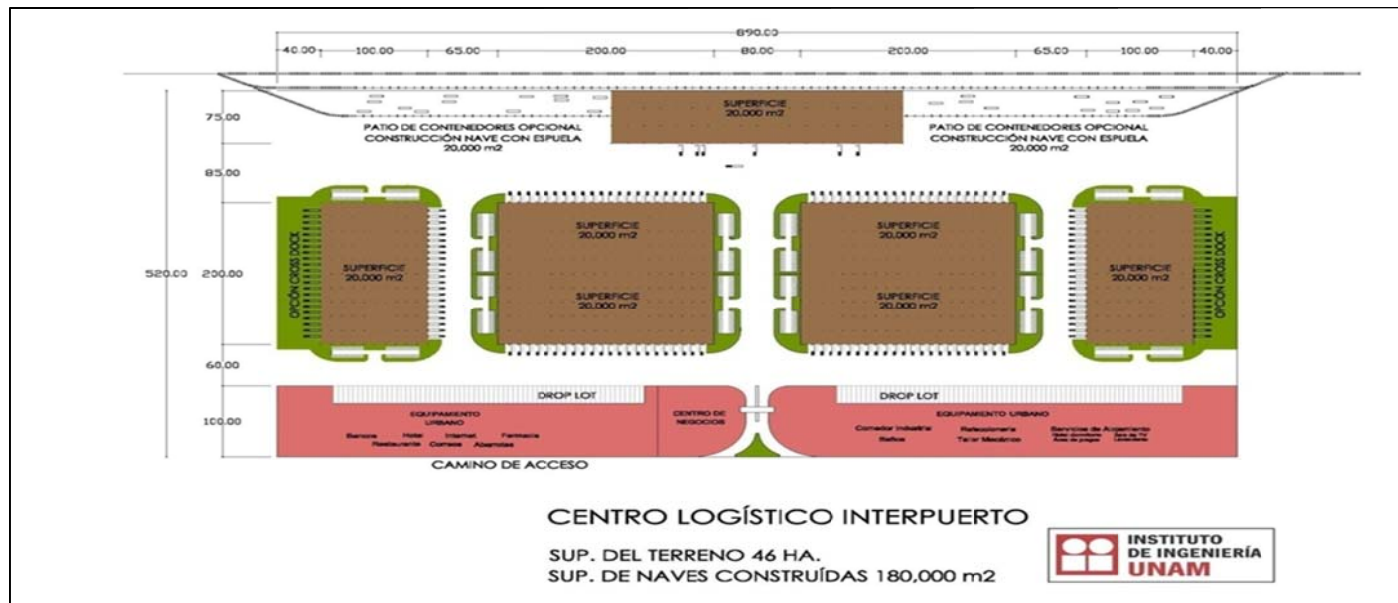 890.00
40.00 100.00 65.00 200.00 80.00 200.00 65.00 100.00 40.00
SUPERFICIE
20,000 m2
75.00
PATIO DE CONTENEDORES OPCIONAL
CONSTRUCCIÓN NAVE CON ESPUELA
20,000 m2
PATIO DE CONTENEDORES OPCIONAL
CONSTRUCCIÓN NAVE CON ESPUELA
20,000 m2
85.00
520.00
200.00
OPCIÓN CROSS DOCK
SUPERFICIE
20,000 m2
SUPERFICIE
20,000 m2
SUPERFICIE
20,000 m2
SUPERFICIE
20,000 m2
SUPERFICIE
20,000 m2
SUPERFICIE
20,000 m2
OPCIÓN CROSS DOCK
60.00
100.00
DROP LOT
EQUIPAMIENTO
URBANO
Bancos Hotel Internet Farmacia
Restaurante Correos Abarrotes
CENTRO DE
NEGOCIOS
DROP LOT
EQUIPAMIENTO URBANO
Comedor Industrial Refaccionaria Servicios de Alojamiento
Taller Mecánico
CAMINO DE ACCESO
CENTRO LOGÍSTICO INTERPUERTO
SUP. DEL TERRENO 46 HA.
SUP. DE NAVES CONSTRUÍDAS 180,000 m2
INSTITUTO
DE INGENIERÍA
UNAM